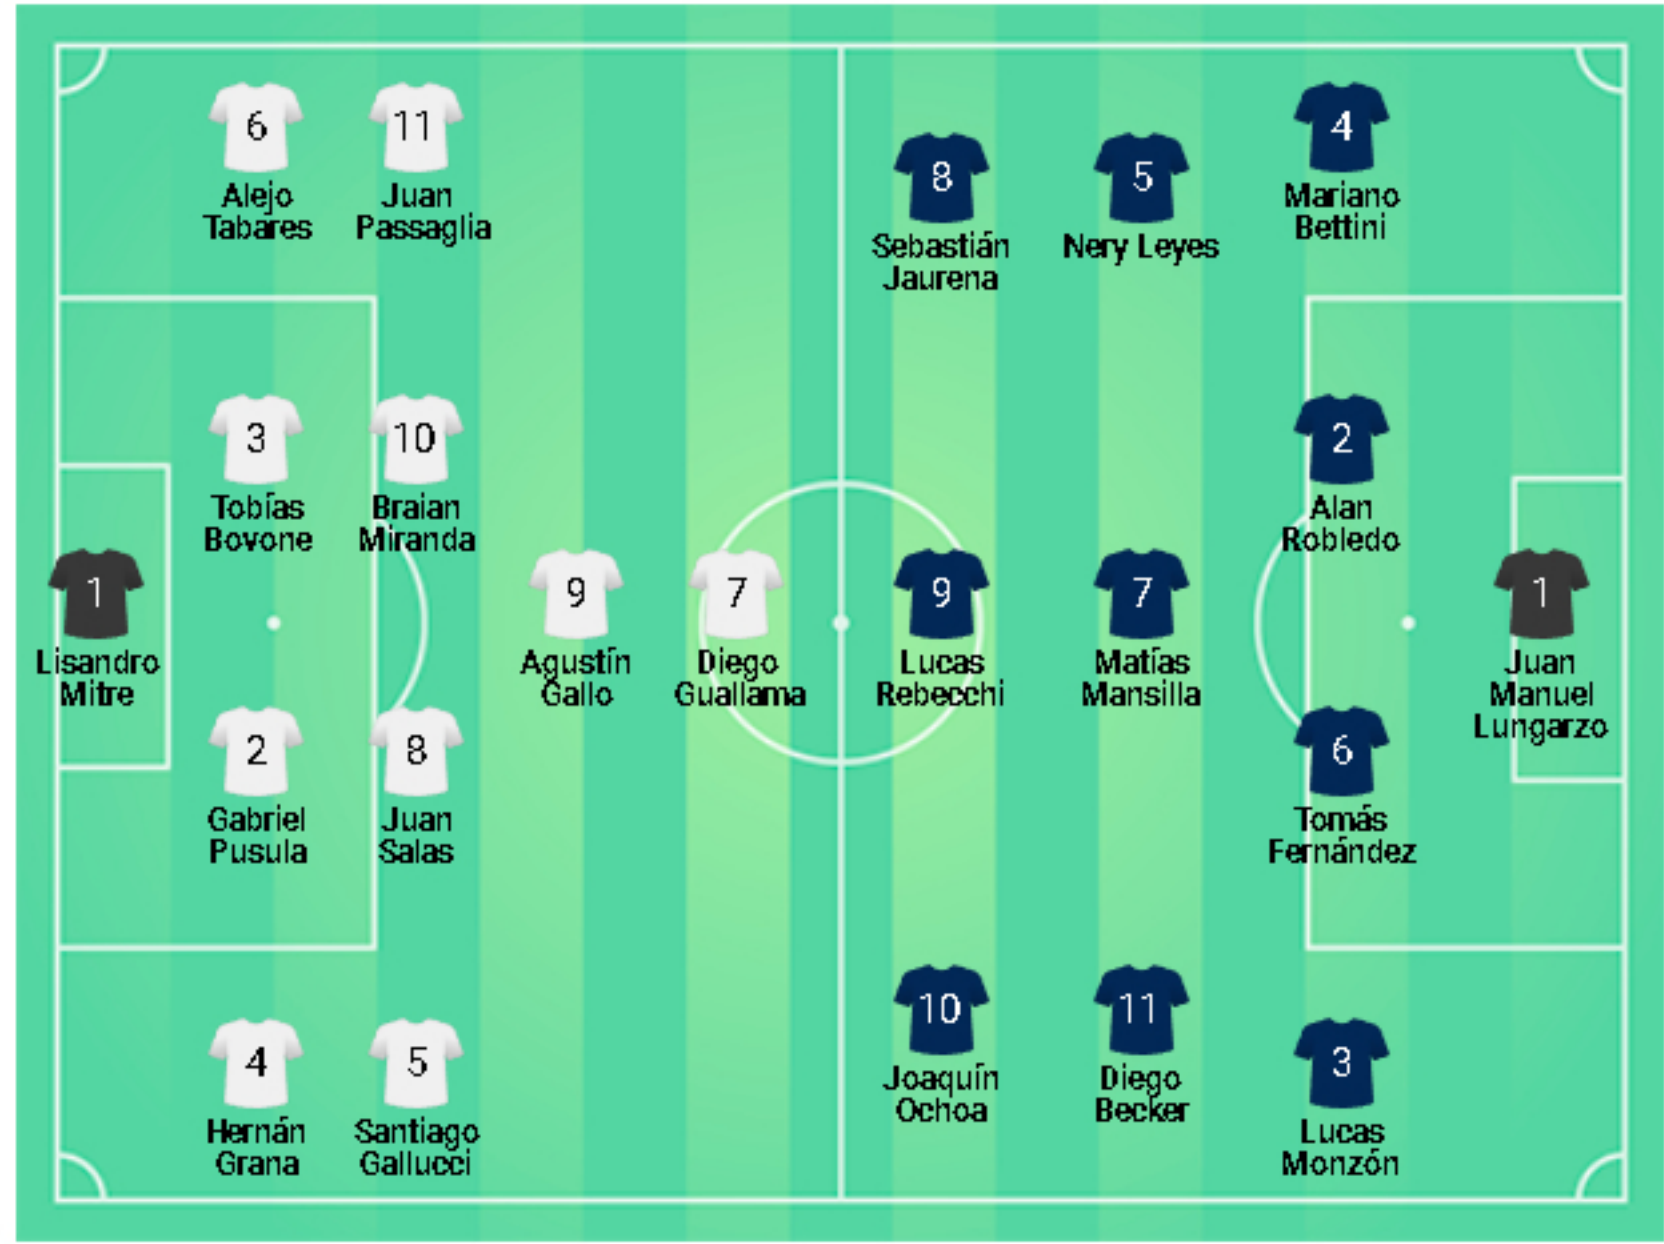 6
Alejo
Tabares
11
Juan
Passaglia
8
Sebastián
Jaurena
5
Nery Leyes
4
Mariano
Bettini
3
Tobías
Bovone
10
Braian
Miranda
2
Alan
Robledo
1
Lisandro
Mitre
9
Agustín
Gallo
7
Diego
Guallama
9
Lucas
Rebecchi
7
Matías
Mansilla
1
Juan
Manuel
Lungarzo
2
Gabriel
Pusula
8
Juan
Salas
6
Tomás
Fernández
4
Hernán
Grana
5
Santiago
Gallucci
10
Joaquín
Ochoa
11
Diego
Becker
3
Lucas
Monzón